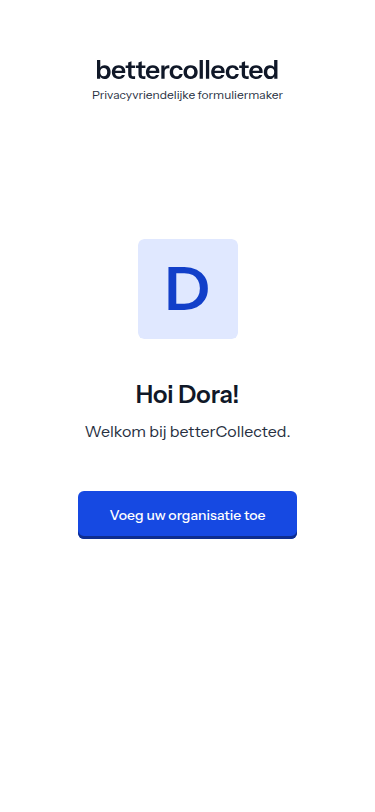 bettercollected
Privacyvriendelijke formuliermaker
D
Hoi Dora!
Welkom bij betterCollected.
Voeg uw organisatie toe